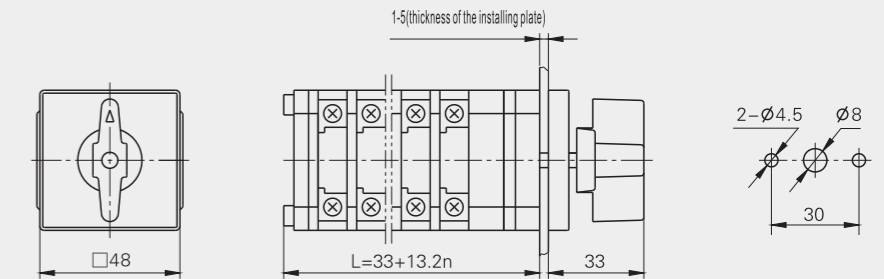 1-5(thickness of the installing plate)
2-Ø4.5
Ø8
30
□48
L=33+13.2n
33